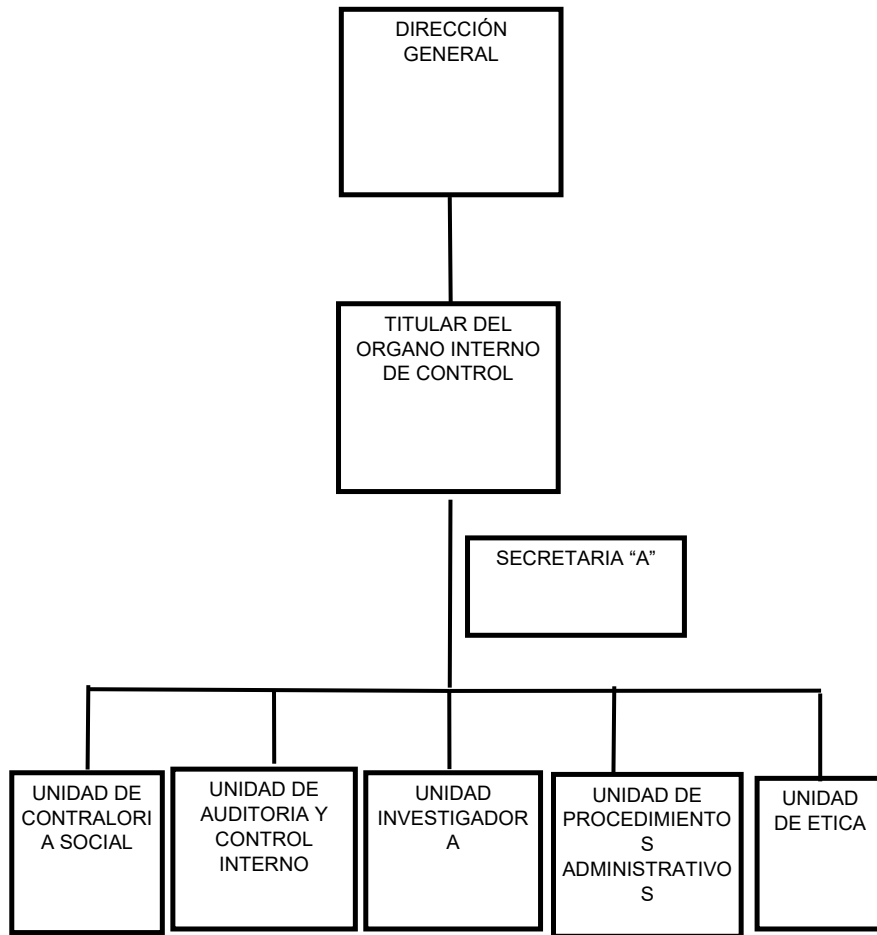 DIRECCIÓN
GENERAL
TITULAR DEL
ORGANO INTERNO
DE CONTROL
SECRETARIA “A”
UNIDAD DE
CONTRALORI
A SOCIAL
UNIDAD DE
AUDITORIA Y
CONTROL
INTERNO
UNIDAD
INVESTIGADOR
A
UNIDAD DE
PROCEDIMIENTO
S
ADMINISTRATIVO
S
UNIDAD
DE ETICA